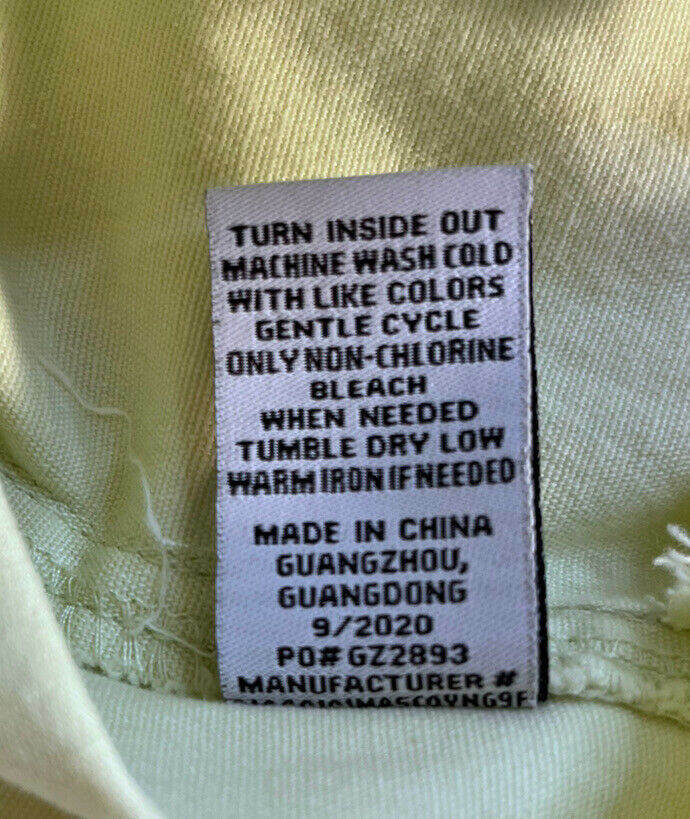 TURN INSIDE OUT
MACHINE WASH COLD
WITH LIKE COLORS
GENTLE CYCLE
ONLY NON-CHLORINE
BLEACH
WHEN NEEDED
TUMBLE DRY LOW
WARM IRON IF NEEDED
MADE IN CHINA
GUANGZHOU,
GUANGDONG
9/2020
PO# GZ2893
MANUFACTURER #